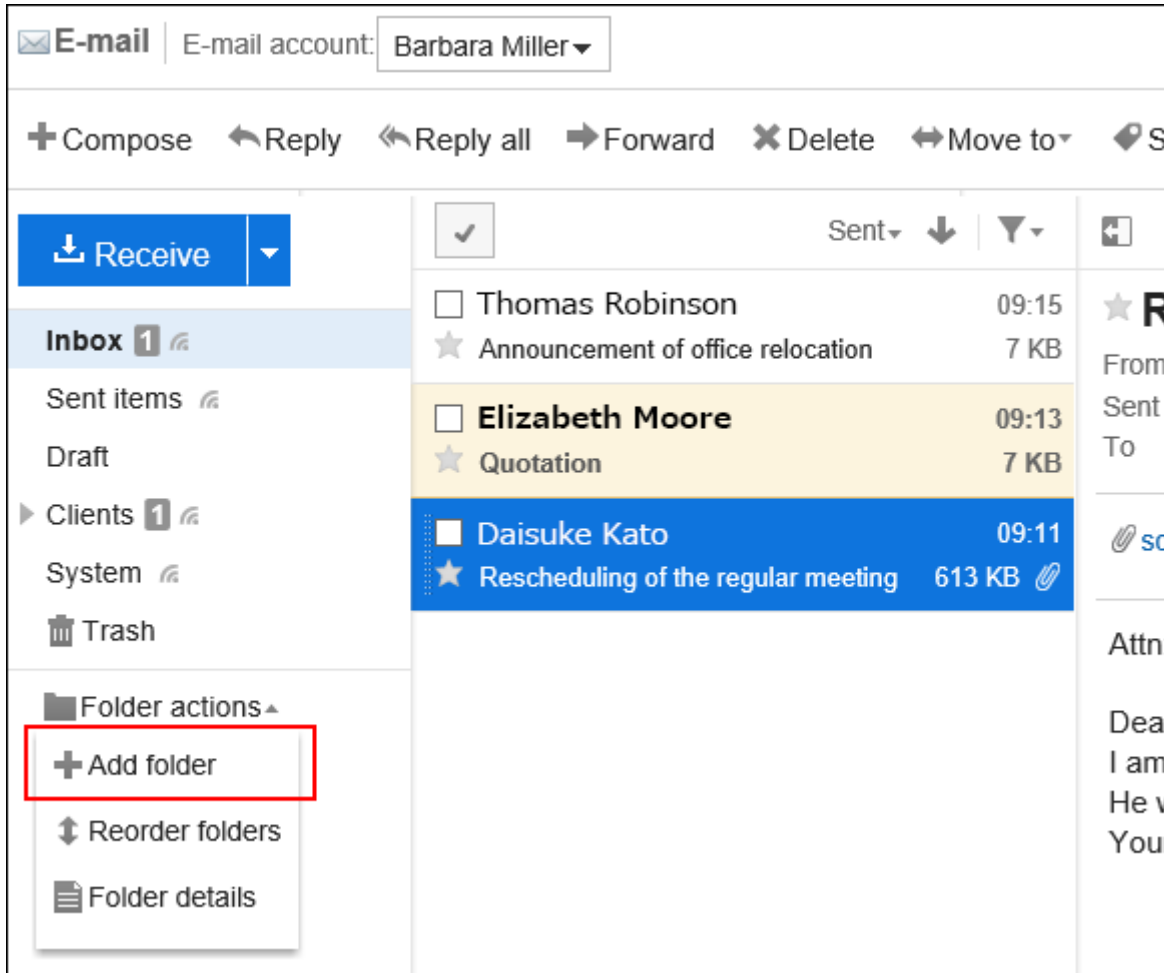 E-mail E-mail account: Barbara Miller
Compose Reply Reply all Forward Delete Move to
Receive
Inbox 1
Sent items
Draft
Clients 1
System
Trash
Folder actions
Add folder
Reorder folders
Folder details
Sent
Thomas Robinson 09:15
Announcement of office relocation 7 KB
Elizabeth Moore 09:13
Quotation 7 KB
Daisuke Kato 09:11
Rescheduling of the regular meeting 613 KB
From
Sent
To
Attn
I am